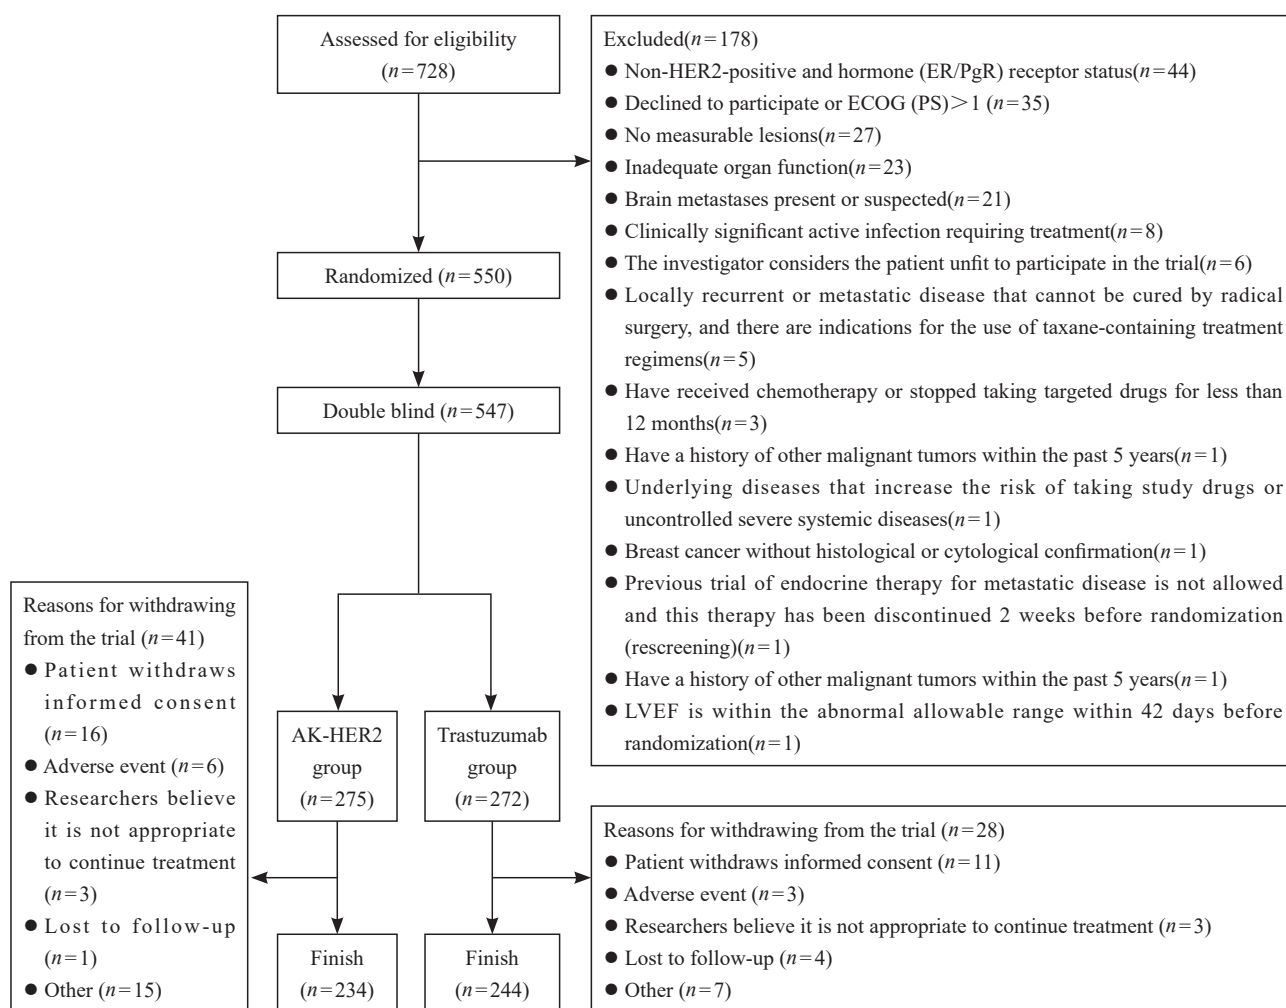 Assessed for eligibility
(n=728)
Excluded(n=178)
● Non-HER2-positive and hormone (ER/PgR) receptor status(n=44)
● Declined to participate or ECOG (PS)>1 (n=35)
● No measurable lesions(n=27)
● Inadequate organ function(n=23)
● Brain metastases present or suspected(n=21)
● Clinically significant active infection requiring treatment(n=8)
● The investigator considers the patient unfit to participate in the trial(n=6)
● Locally recurrent or metastatic disease that cannot be cured by radical
surgery, and there are indications for the use of taxane-containing treatment
regimens(n=5)
● Have received chemotherapy or stopped taking targeted drugs for less than
12 months(n=3)
● Have a history of other malignant tumors within the past 5 years(n=1)
● Underlying diseases that increase the risk of taking study drugs or
uncontrolled severe systemic diseases(n=1)
● Breast cancer without histological or cytological confirmation(n=1)
● Previous trial of endocrine therapy for metastatic disease is not allowed
and this therapy has been discontinued 2 weeks before randomization
(rescreening)(n=1)
● Have a history of other malignant tumors within the past 5 years(n=1)
● LVEF is within the abnormal allowable range within 42 days before
randomization(n=1)
Randomized (n=550)
Double blind (n=547)
AK-HER2
group
(n=275)
Trastuzumab
group
(n=272)
Reasons for withdrawing
from the trial (n=41)
● Patient withdraws
informed consent
(n=16)
● Adverse event (n=6)
● Researchers believe
it is not appropriate
to continue treatment
(n=3)
● Lost to follow-up
(n=1)
● Other (n=15)
Reasons for withdrawing from the trial (n=28)
● Patient withdraws informed consent (n=11)
● Adverse event (n=3)
● Researchers believe it is not appropriate to continue treatment (n=3)
● Lost to follow-up (n=4)
● Other (n=7)
Finish
(n=234)
Finish
(n=244)